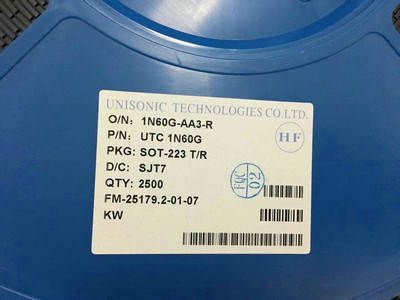 UNISONIC TECHNOLOGIES CO.LTD.
O/N: 1N60G-AA3-R
P/N: UTC 1N60G
HF
PKG: SOT-223 T/R
D/C: SJT7
FQC 02
QTY: 2500
FM-25179.2-01-07
KW